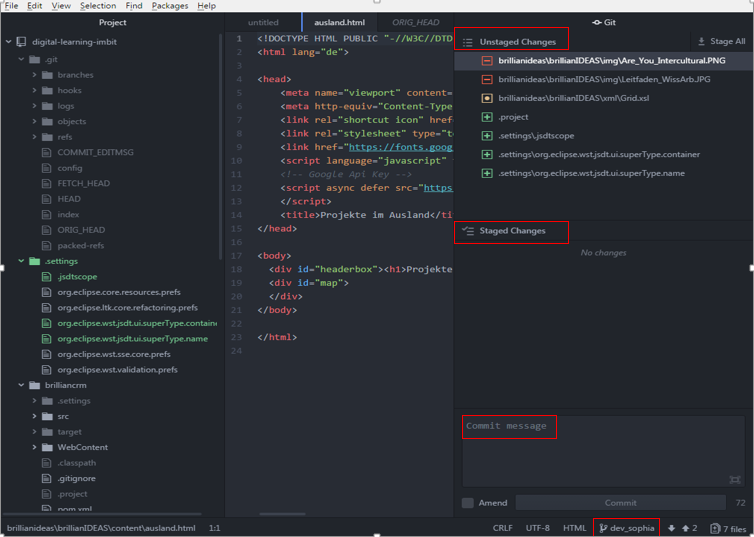 File Edit View Selection Find Packages Help
Project
digital-learning-imbit
.git
branches
hooks
logs
objects
refs
COMMIT_EDITMSG
config
FETCH_HEAD
HEAD
index
ORIG_HEAD
packed-refs
.settings
.jsdtscope
org.eclipse.core.resources.prefs
org.eclipse.ltk.core.refactoring.prefs
org.eclipse.wst.jsdt.ui.superType.containe
org.eclipse.wst.jsdt.ui.superType.name
org.eclipse.wst.sse.core.prefs
org.eclipse.wst.validation.prefs
brilliancrm
.settings
src
target
WebContent
.classpath
.gitignore
.project
pom.xml
untitled ausland.html ORIG_HEAD
1 <!DOCTYPE HTML PUBLIC "-//W3C//DTD
2 <html lang="de">
3
4 <head>
5 <meta name="viewport" content=
6 <meta http-equiv="Content-Type
7 <link rel="shortcut icon" href
8 <link rel="stylesheet" type="t
9 <link href="https://fonts.goog
10 <script language="javascript"
11 <!-- Google Api Key -->
12 <script async defer src="https
13 </script>
14 <title>Projekte im Ausland</ti
15 </head>
16
17 <body>
18 <div id="headerbox"><h1>Projekte
19 <div id="map">
20 </div>
21 </body>
22
23 </html>
24
Git
Unstaged Changes Stage All
brillianideas\brillianIDEAS\img\Are_You_Intercultural.PNG
brillianideas\brillianIDEAS\img\Leitfaden_WissArb.JPG
brillianideas\brillianIDEAS\xml\Grid.xsl
.project
.settings\.jsdtscope
.settings\org.eclipse.wst.jsdt.ui.superType.container
.settings\org.eclipse.wst.jsdt.ui.superType.name
Staged Changes
No changes
Commit message
Amend Commit 72
brillianideas\brillianIDEAS\content\ausland.html 1:1 CRLF UTF-8 HTML dev_sophia 2 7 files